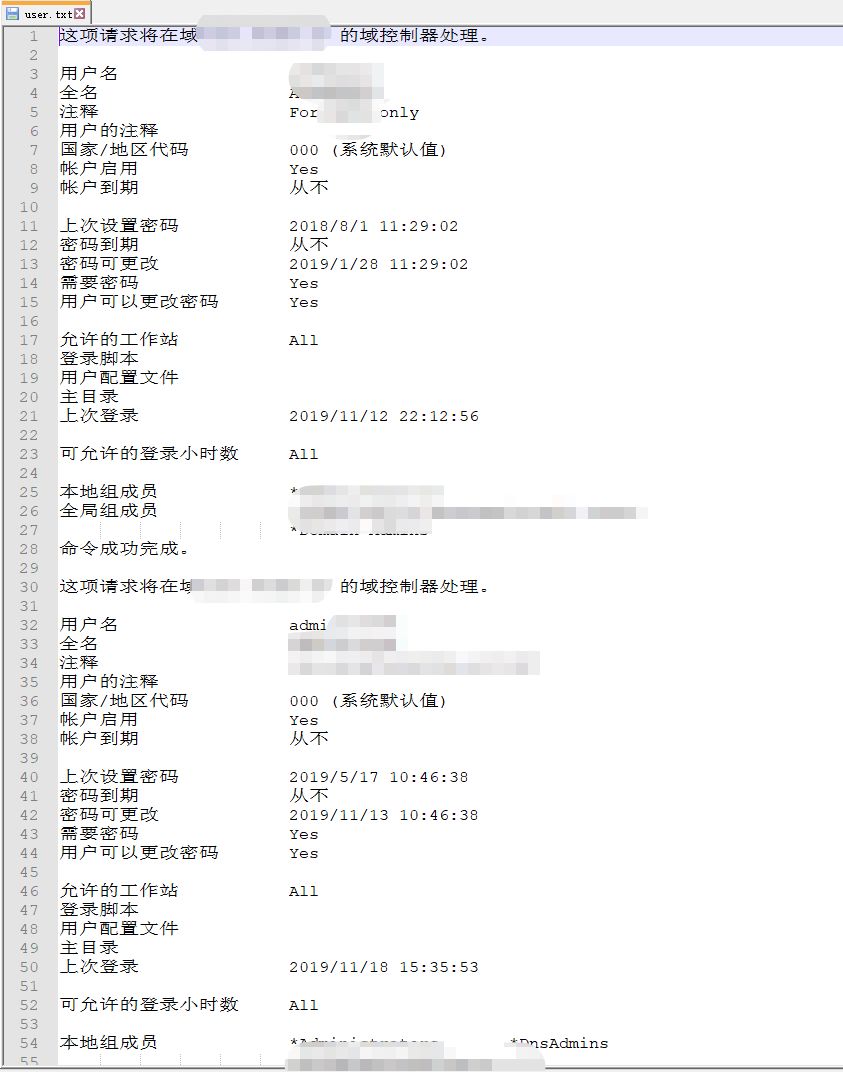 user.txt
1 这项请求将在域 的域控制器处理。
2
3 用户名
4 全名
5 注释 For only
6 用户的注释
7 国家/地区代码 000 (系统默认值)
8 帐户启用 Yes
9 帐户到期 从不
10
11 上次设置密码 2018/8/1 11:29:02
12 密码到期 从不
13 密码可更改 2019/1/28 11:29:02
14 需要密码 Yes
15 用户可以更改密码 Yes
16
17 允许的工作站 All
18 登录脚本
19 用户配置文件
20 主目录
21 上次登录 2019/11/12 22:12:56
22
23 可允许的登录小时数 All
24
25 本地组成员 *
26 全局组成员
27 *
28 命令成功完成。
29
30 这项请求将在域 的域控制器处理。
31
32 用户名 admi
33 全名
34 注释
35 用户的注释
36 国家/地区代码 000 (系统默认值)
37 帐户启用 Yes
38 帐户到期 从不
39
40 上次设置密码 2019/5/17 10:46:38
41 密码到期 从不
42 密码可更改 2019/11/13 10:46:38
43 需要密码 Yes
44 用户可以更改密码 Yes
45
46 允许的工作站 All
47 登录脚本
48 用户配置文件
49 主目录
50 上次登录 2019/11/18 15:35:53
51
52 可允许的登录小时数 All
53
54 本地组成员 *Administrators *DnsAdmins
55